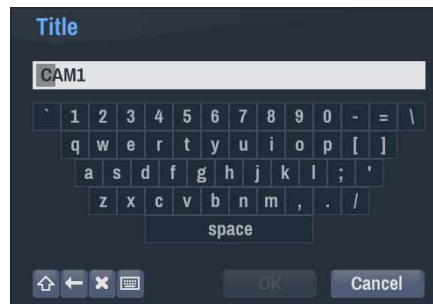 Title
CAM1
` 1 2 3 4 5 6 7 8 9 0 - = \
q w e r t y u i o p [ ]
a s d f g h j k l ; '
z x c v b n m , . /
space
OK Cancel